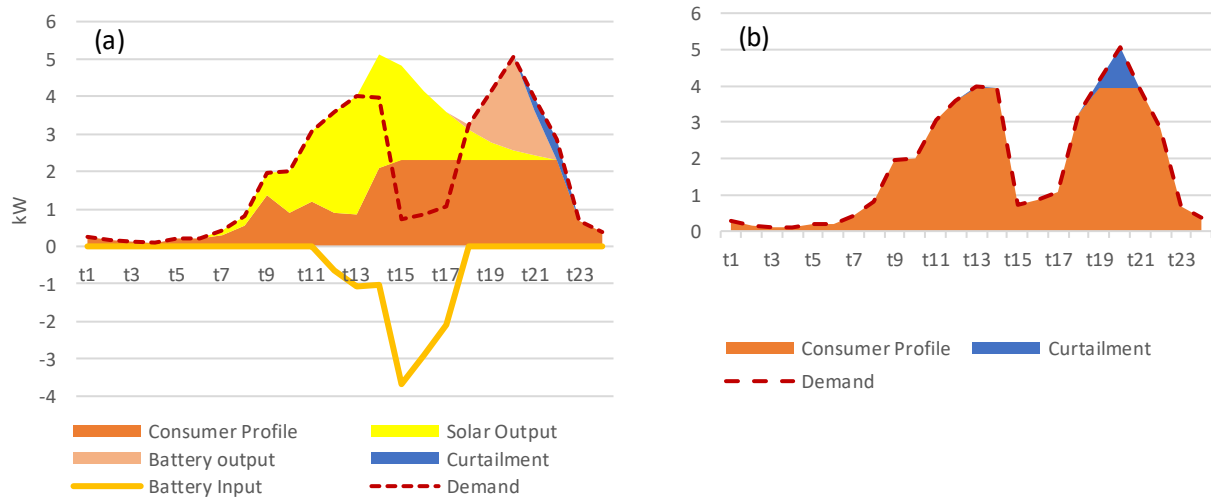 (a)
kW
6
5
4
3
2
1
0
-1
-2
-3
-4
t1 t3 t5 t7 t9 t11 t13 t15 t17 t19 t21 t23
Consumer Profile Solar Output
Battery output Curtailment
Battery Input Demand
(b)
6
5
4
3
2
1
0
t1 t3 t5 t7 t9 t11 t13 t15 t17 t19 t21 t23
Consumer Profile Curtailment
Demand